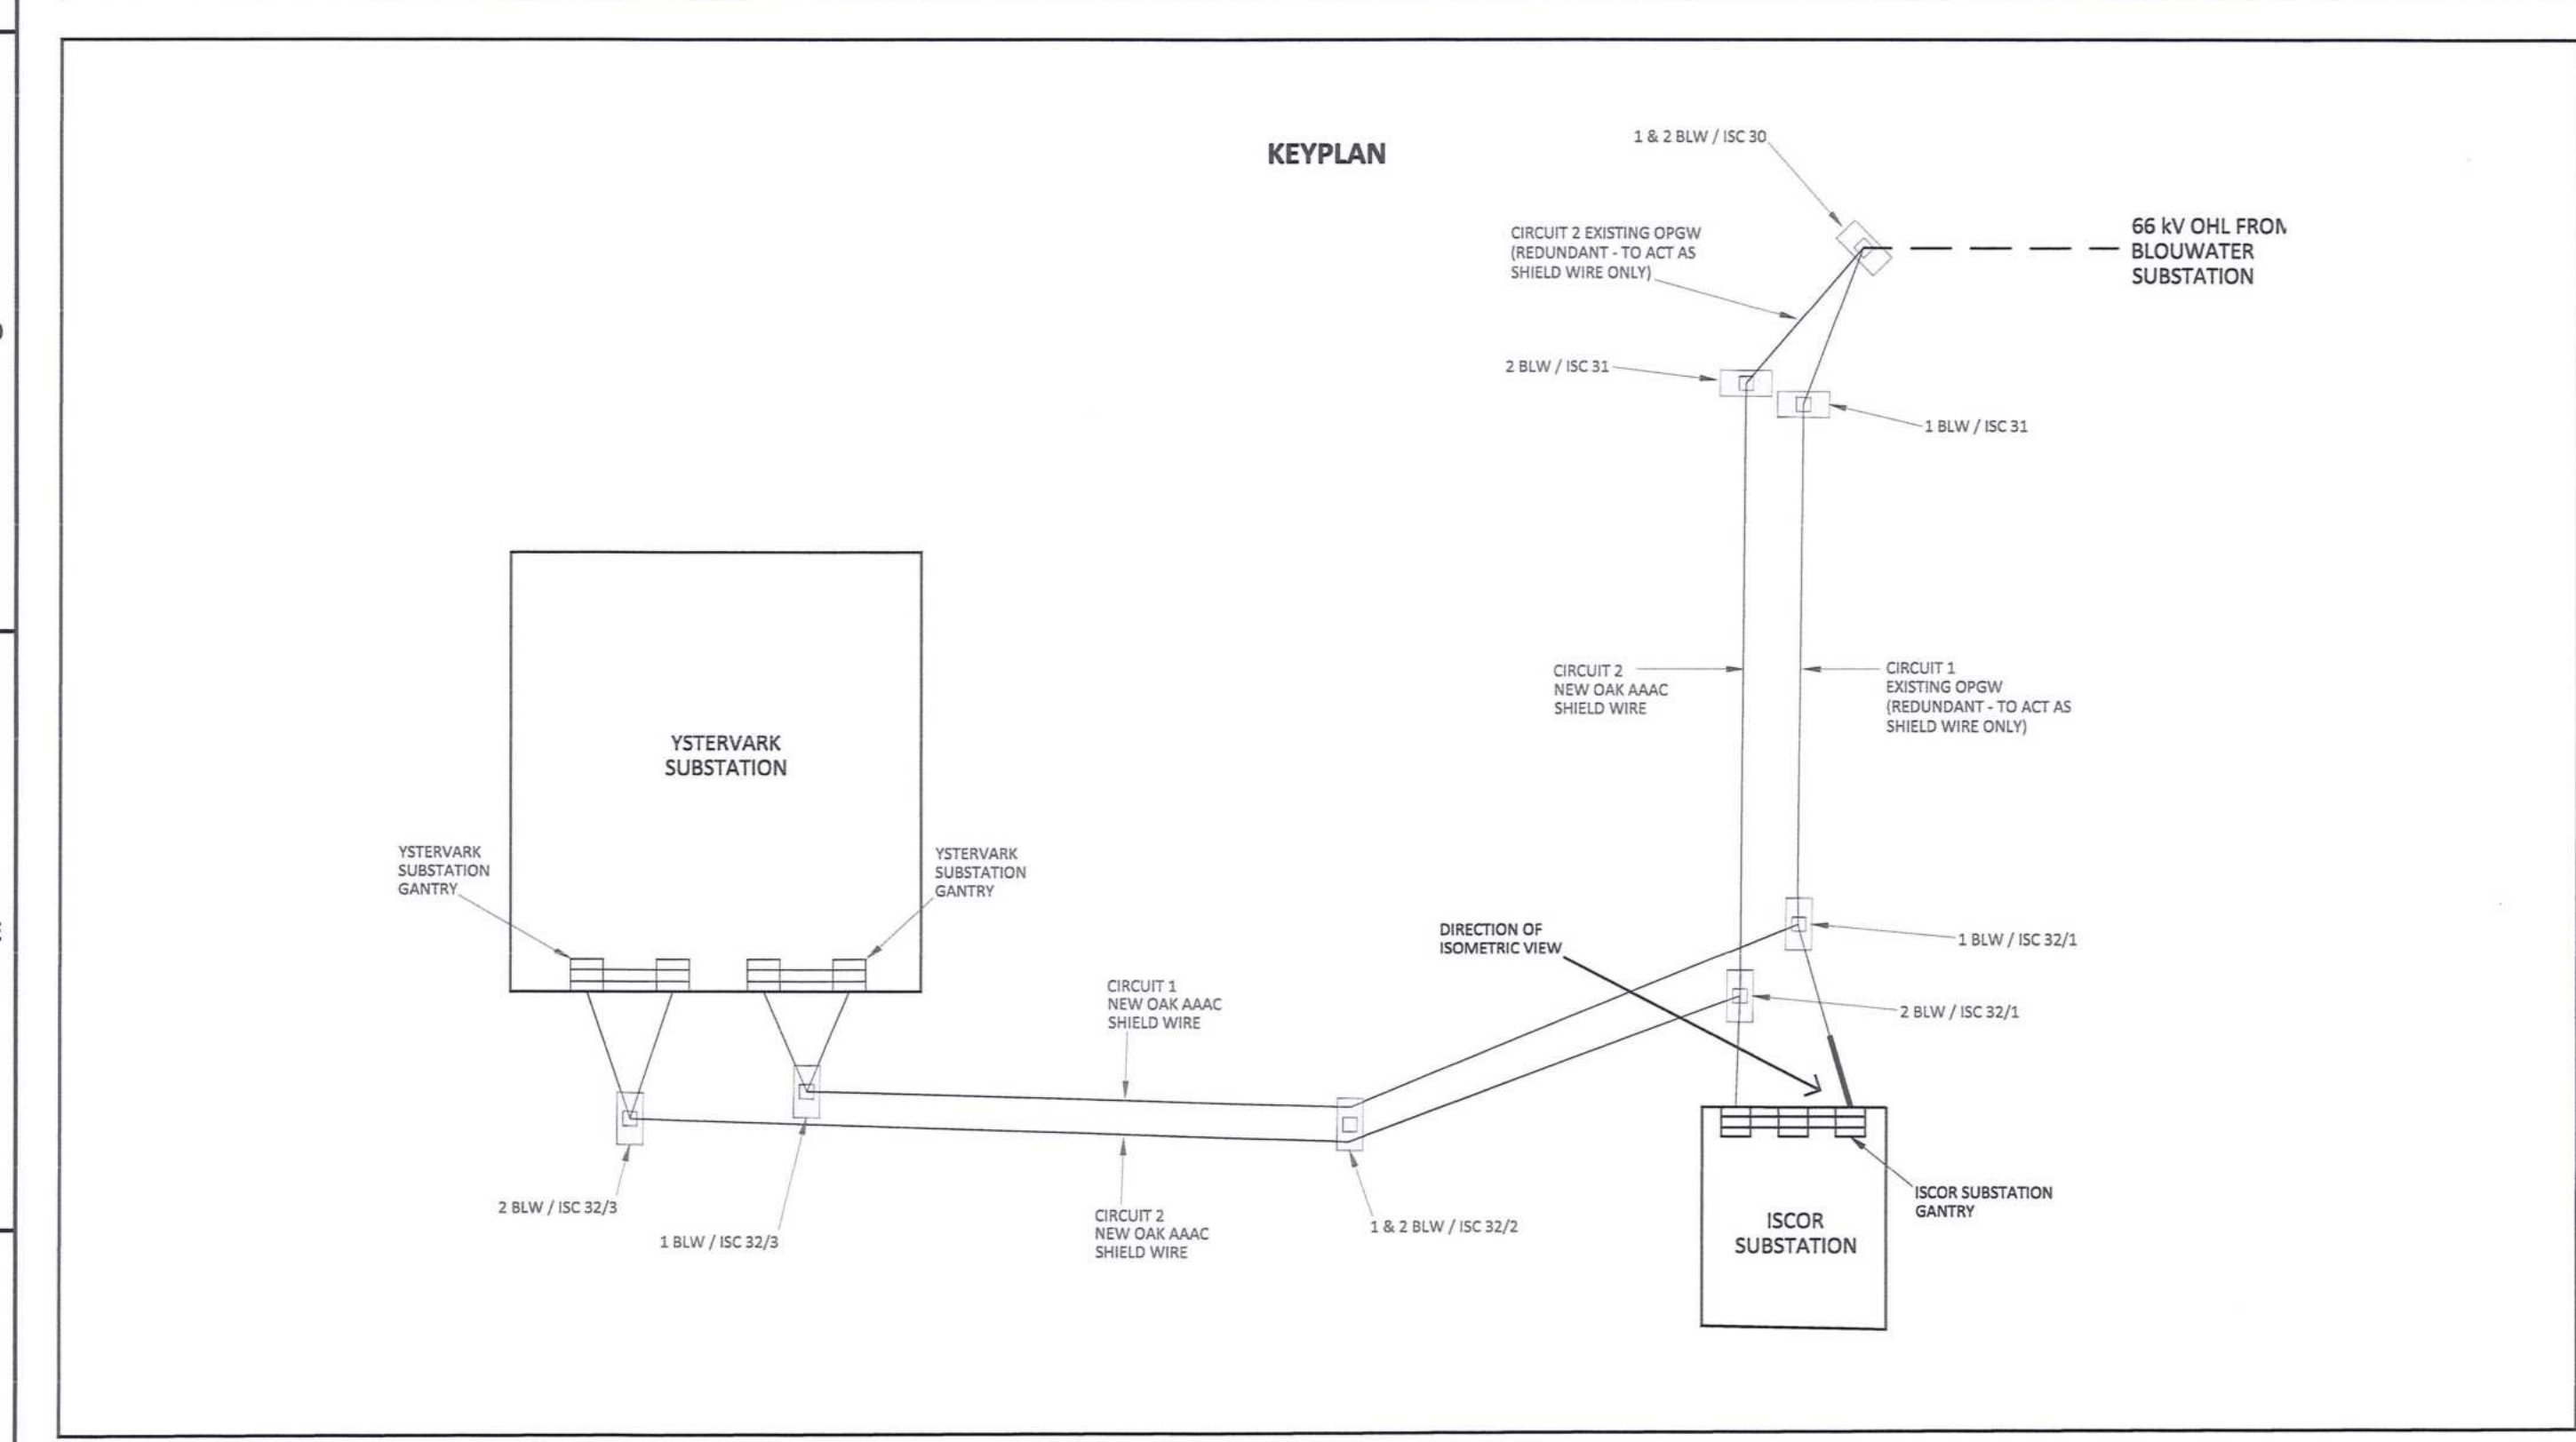 KEYPLAN
1 & 2 BLW / ISC 30
CIRCUIT 2 EXISTING OPGW
(REDUNDANT - TO ACT AS
SHIELD WIRE ONLY)
66 kV OHL FROM
BLOUWATER
SUBSTATION
2 BLW / ISC 31
1 BLW / ISC 31
CIRCUIT 2
NEW OAK AAAC
SHIELD WIRE
CIRCUIT 1
EXISTING OPGW
(REDUNDANT - TO ACT AS
SHIELD WIRE ONLY)
YSTERVARK
SUBSTATION
YSTERVARK
SUBSTATION
GANTRY
YSTERVARK
SUBSTATION
GANTRY
DIRECTION OF
ISOMETRIC VIEW
1 BLW / ISC 32/1
CIRCUIT 1
NEW OAK AAAC
SHIELD WIRE
2 BLW / ISC 32/1
2 BLW / ISC 32/3
1 BLW / ISC 32/3
CIRCUIT 2
NEW OAK AAAC
SHIELD WIRE
1 & 2 BLW / ISC 32/2
ISCOR SUBSTATION
GANTRY
ISCOR
SUBSTATION